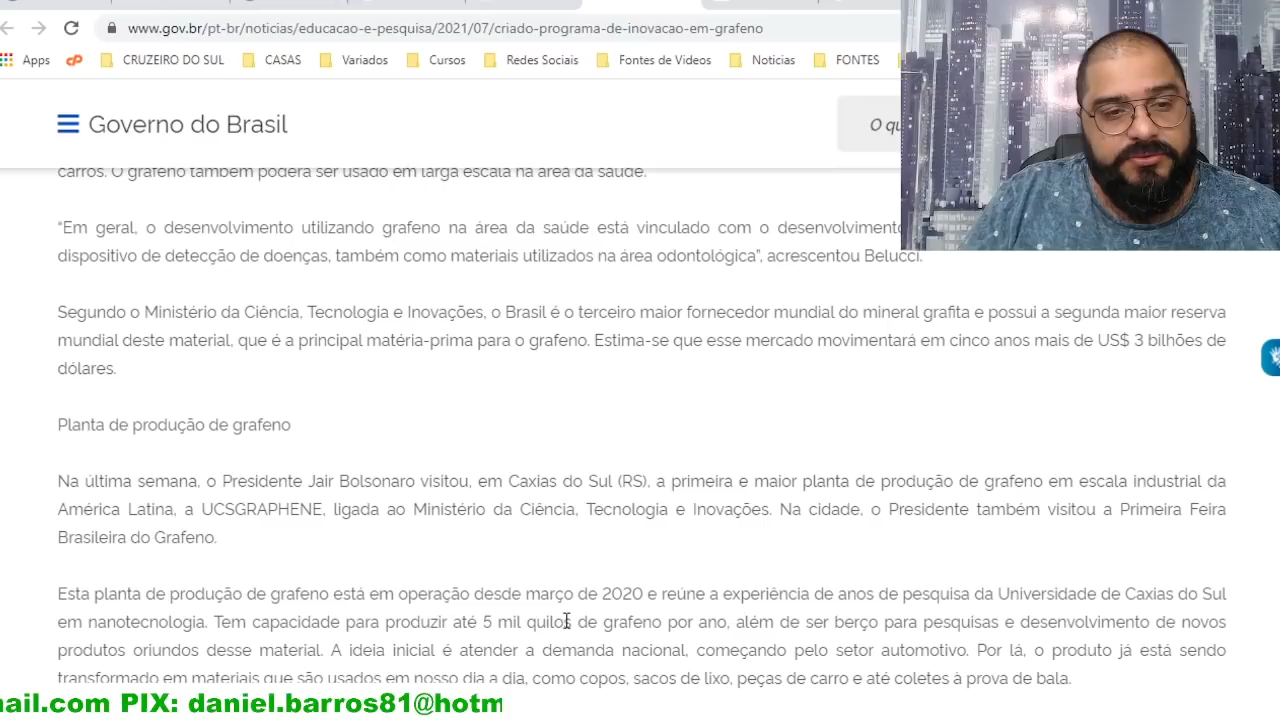 www.gov.br/pt-br/noticias/educacao-e-pesquisa/2021/07/criado-programa-de-inovacao-em-grafeno
Apps CRUZEIRO DO SUL CASAS Variados Cursos Redes Sociais Fontes de Videos Noticias FONTES
Governo do Brasil
O qu
carros. O grafeno também poderá ser usado em larga escala na área da saúde.
“Em geral, o desenvolvimento utilizando grafeno na área da saúde está vinculado com o desenvolvimento
dispositivo de detecção de doenças, também como materiais utilizados na área odontológica”, acrescentou Belucci.
Segundo o Ministério da Ciência, Tecnologia e Inovações, o Brasil é o terceiro maior fornecedor mundial do mineral grafita e possui a segunda maior reserva
mundial deste material, que é a principal matéria-prima para o grafeno. Estima-se que esse mercado movimentará em cinco anos mais de US$ 3 bilhões de
dólares.
Planta de produção de grafeno
Na última semana, o Presidente Jair Bolsonaro visitou, em Caxias do Sul (RS), a primeira e maior planta de produção de grafeno em escala industrial da
América Latina, a UCSGRAPHENE, ligada ao Ministério da Ciência, Tecnologia e Inovações. Na cidade, o Presidente também visitou a Primeira Feira
Brasileira do Grafeno.
Esta planta de produção de grafeno está em operação desde março de 2020 e reúne a experiência de anos de pesquisa da Universidade de Caxias do Sul
em nanotecnologia. Tem capacidade para produzir até 5 mil quilos de grafeno por ano, além de ser berço para pesquisas e desenvolvimento de novos
produtos oriundos desse material. A ideia inicial é atender a demanda nacional, começando pelo setor automotivo. Por lá, o produto já está sendo
transformado em materiais que são usados em nosso dia a dia, como copos, sacos de lixo, peças de carro e até coletes à prova de bala.
ail.com PIX: daniel.barros81@hotm